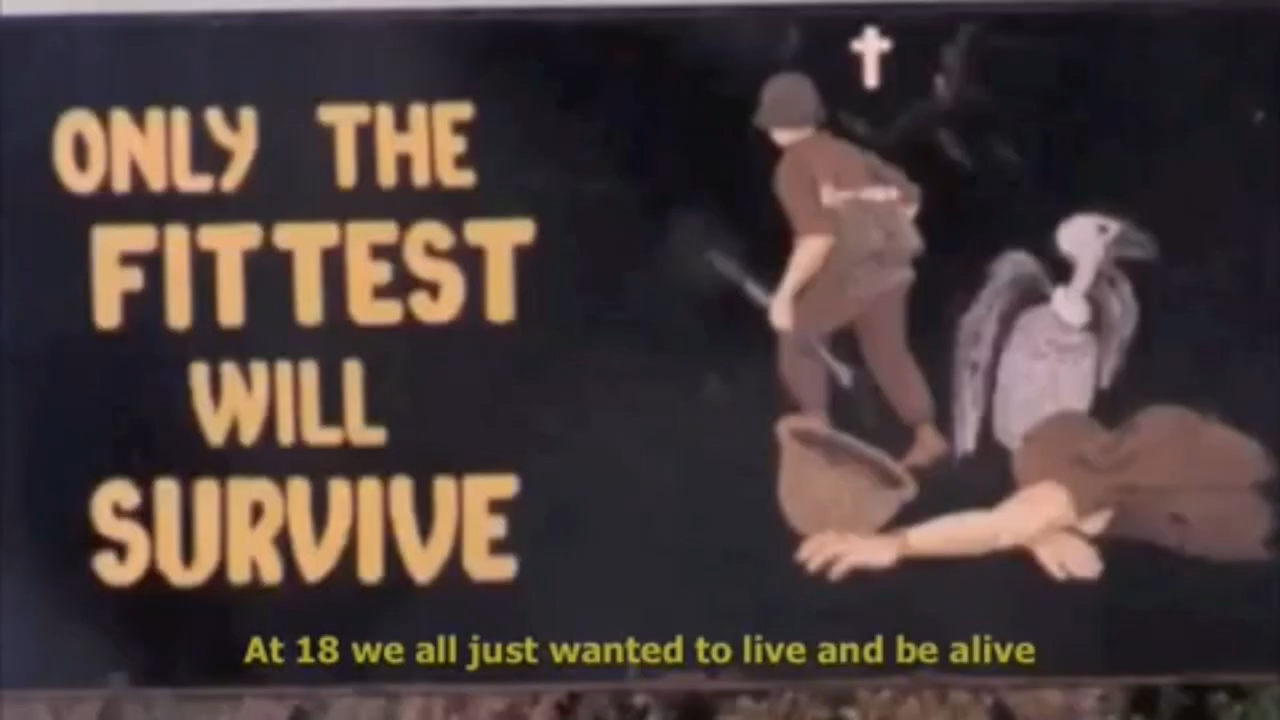 ONLY THE
FITTEST
WILL
SURVIVE
At 18 we all just wanted to live and be alive